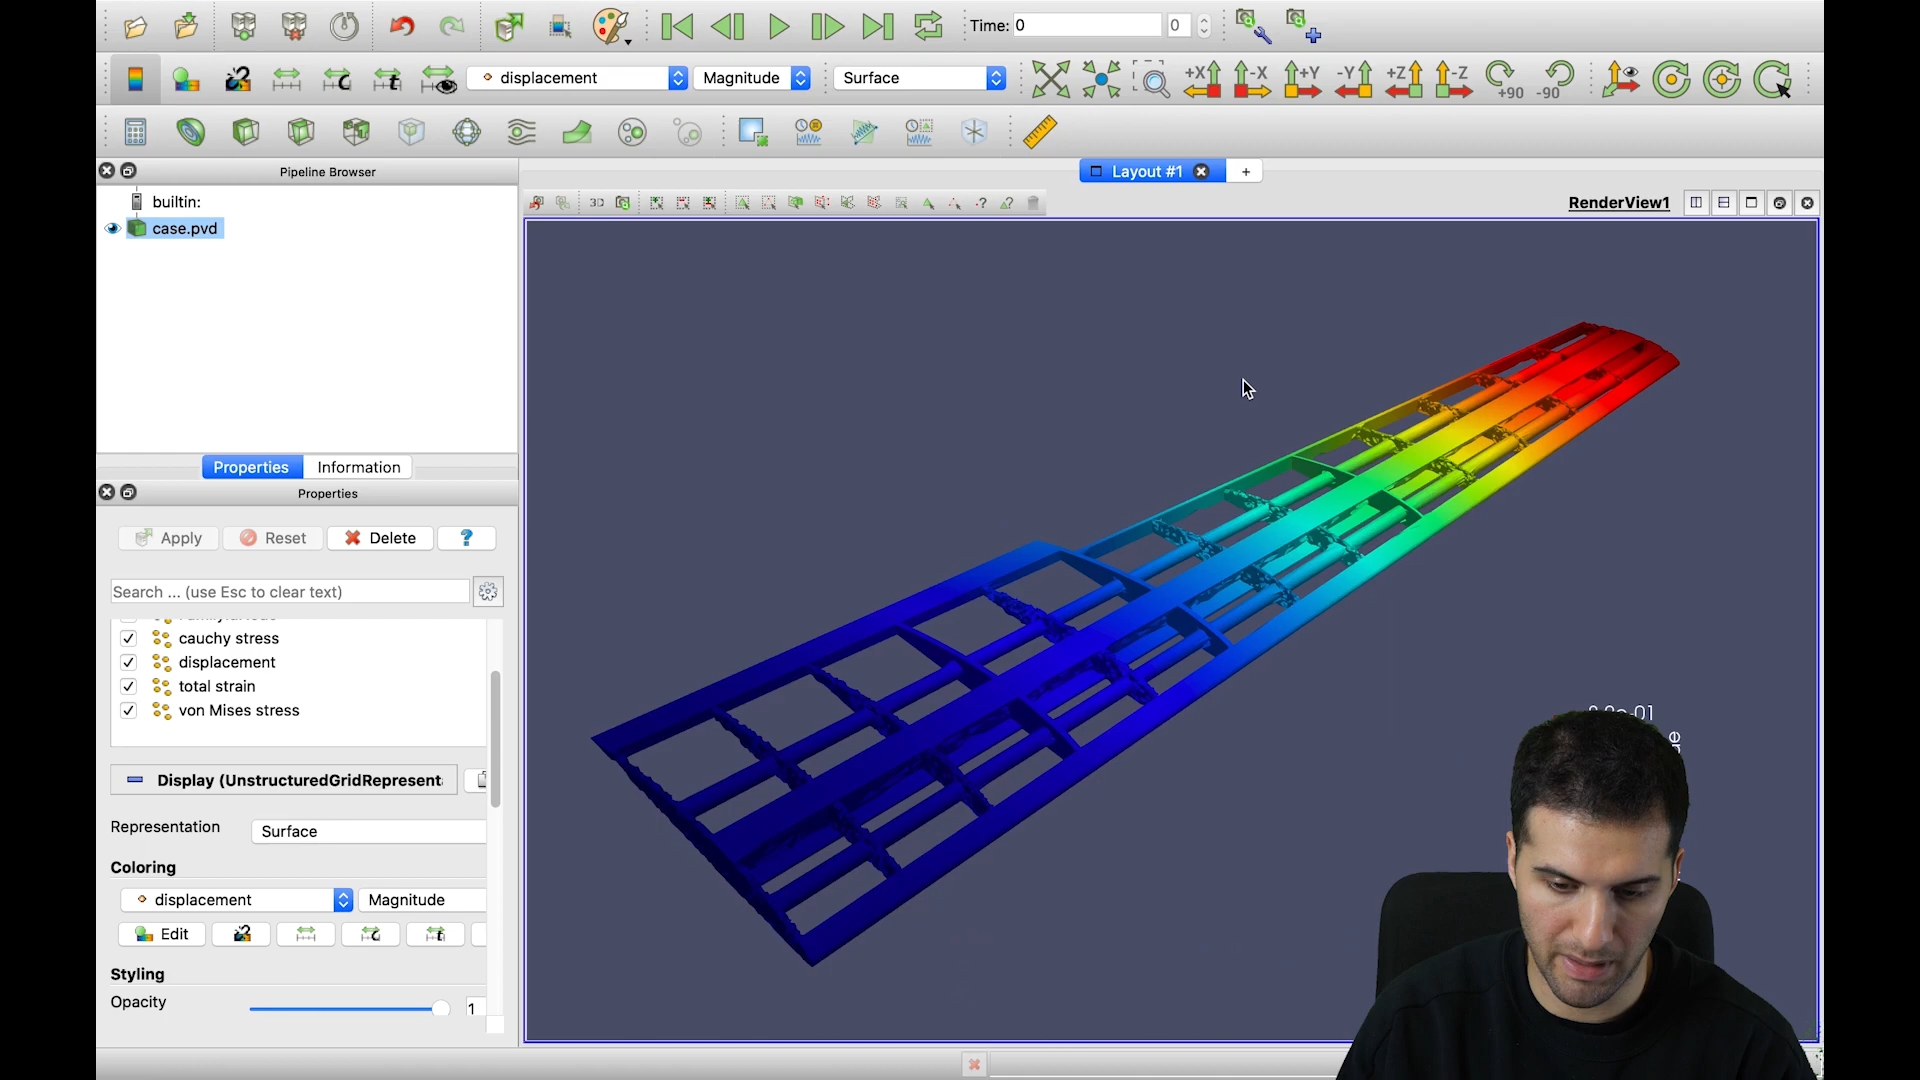 Time: 0
0
displacement
Magnitude
Surface
+X
-X
+Y
-Y
+Z
-Z
+90
-90
Pipeline Browser
Layout #1
+
builtin:
3D
RenderView1
case.pvd
Properties
Information
Properties
Apply
Reset
Delete
?
Search ... (use Esc to clear text)
cauchy stress
displacement
total strain
von Mises stress
Display (UnstructuredGridRepresent
Representation
Surface
Coloring
displacement
Magnitude
Edit
Styling
Opacity
1